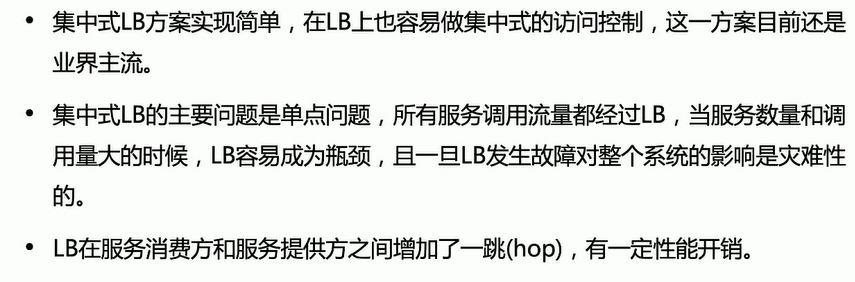 • 集中式LB方案实现简单，在LB上也容易做集中式的访问控制，这一方案目前还是
业界主流。
• 集中式LB的主要问题是单点问题，所有服务调用流量都经过LB，当服务数量和调
用量大的时候，LB容易成为瓶颈，且一旦LB发生故障对整个系统的影响是灾难性
的。
• LB在服务消费方和服务提供方之间增加了一跳(hop)，有一定性能开销。